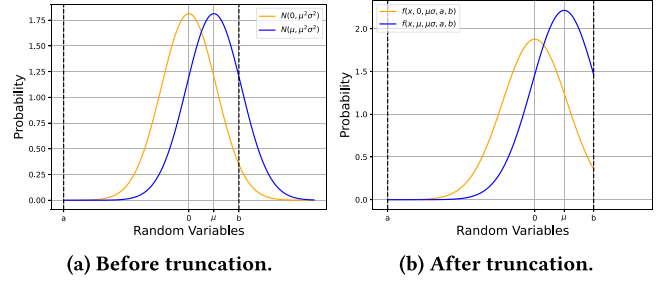 N(0, μ²σ²)
N(μ, μ²σ²)
1.75
1.50
1.25
1.00
0.75
0.50
0.25
0.00
Probability
a
0
μ
b
Random Variables
(a) Before truncation.
f(x, 0, μσ, a, b)
f(x, μ, μσ, a, b)
2.0
1.5
1.0
0.5
0.0
Probability
a
0
μ
b
Random Variables
(b) After truncation.